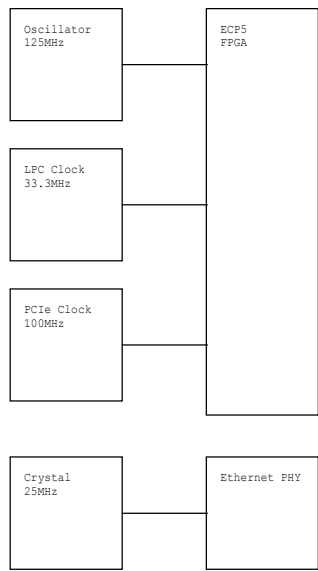 Oscillator
125MHz
ECP5
FPGA
LPC Clock
33.3MHz
PCIe Clock
100MHz
Crystal
25MHz
Ethernet PHY